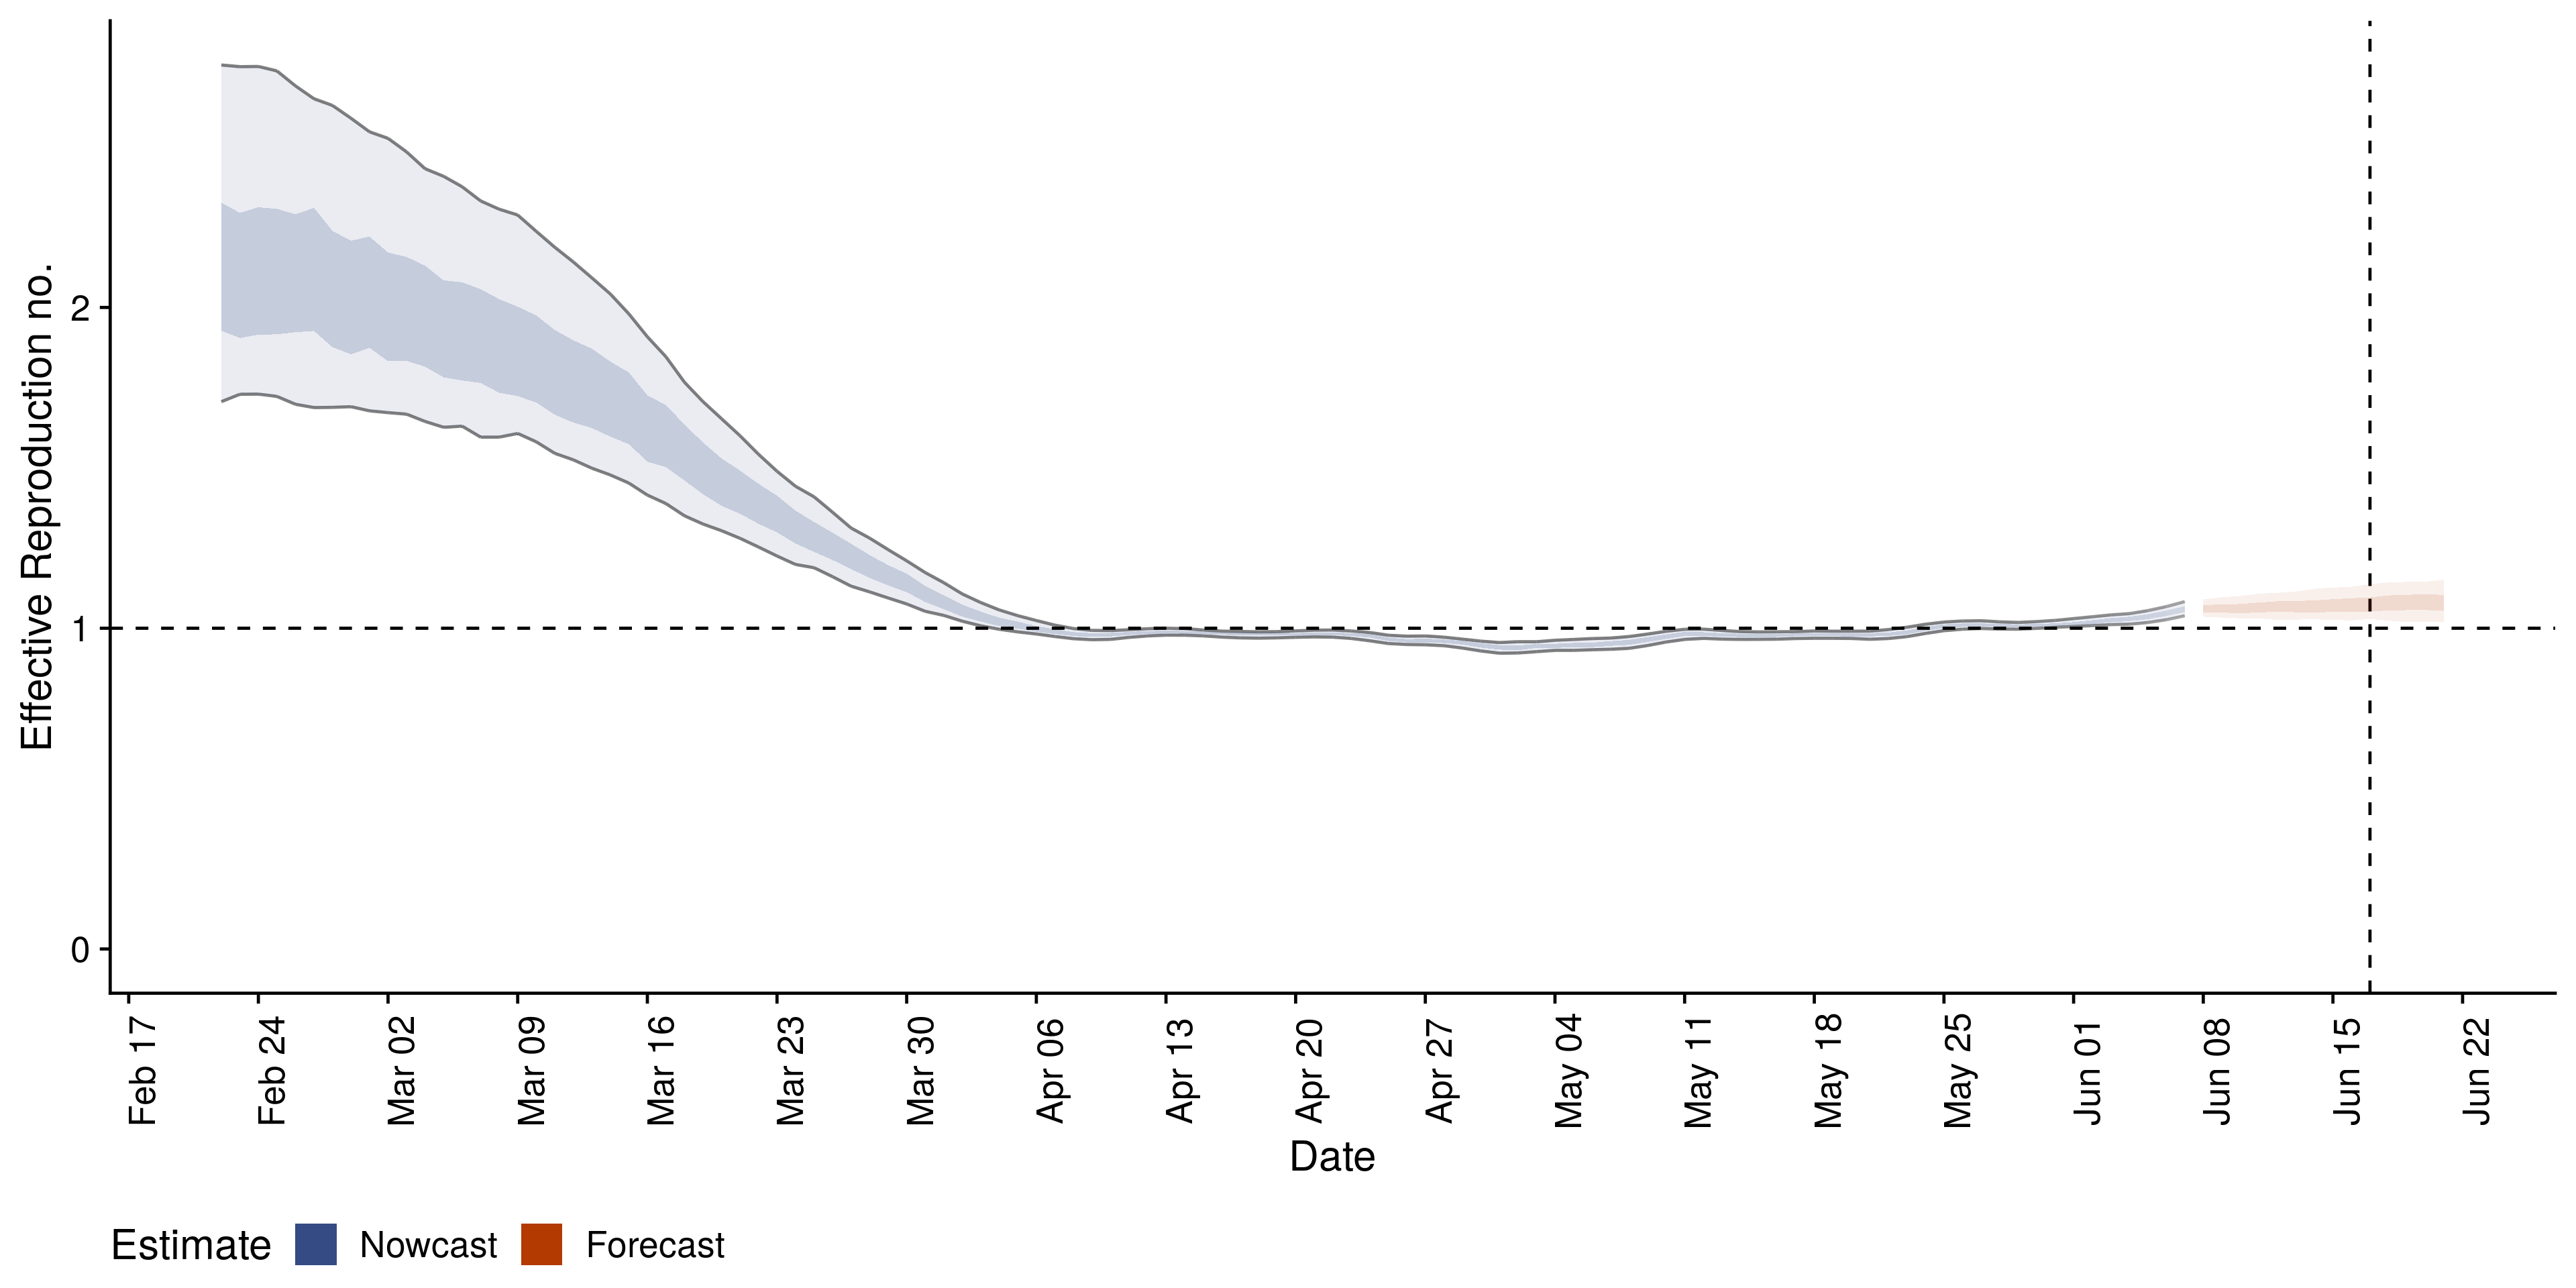 Effective Reproduction no.
2
1
0
Feb 17
Feb 24
Mar 02
Mar 09
Mar 16
Mar 23
Mar 30
Apr 06
Apr 13
Apr 20
Apr 27
May 04
May 11
May 18
May 25
Jun 01
Jun 08
Jun 15
Jun 22
Date
Estimate Nowcast Forecast